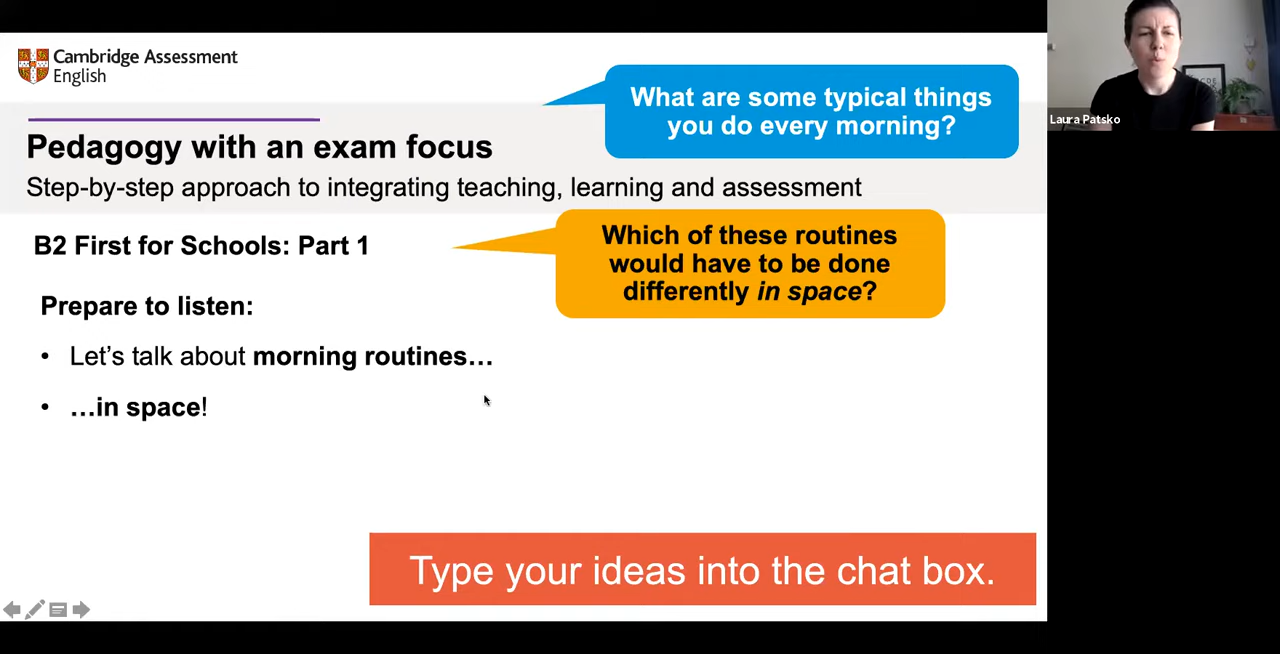 Cambridge Assessment
English
What are some typical things
you do every morning?
Laura Patsko
Pedagogy with an exam focus
Step-by-step approach to integrating teaching, learning and assessment
B2 First for Schools: Part 1
Which of these routines
would have to be done
differently in space?
Prepare to listen:
• Let’s talk about morning routines…
• …in space!
Type your ideas into the chat box.